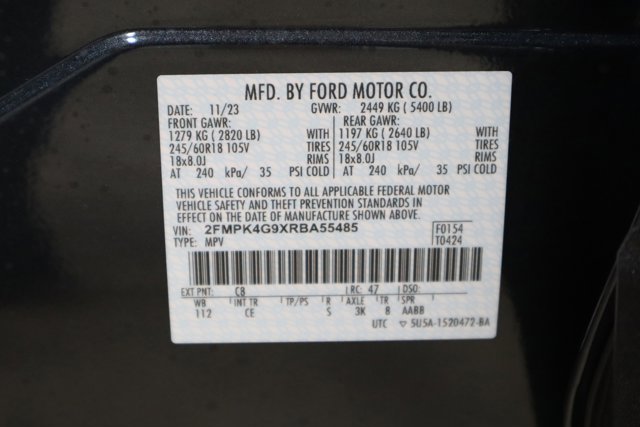 MFD. BY FORD MOTOR CO.
DATE: 11/23 GVWR: 2449 KG (5400 LB)
FRONT GAWR: REAR GAWR:
1279 KG (2820 LB) WITH 1197 KG (2640 LB) WITH
245/60R18 105V TIRES 245/60R18 105V TIRES
18x8.0J RIMS 18x8.0J RIMS
AT 240 kPa/ 35 PSI COLD AT 240 kPa/ 35 PSI COLD
THIS VEHICLE CONFORMS TO ALL APPLICABLE FEDERAL MOTOR
VEHICLE SAFETY AND THEFT PREVENTION STANDARDS IN
EFFECT ON THE DATE OF MANUFACTURE SHOWN ABOVE.
VIN: 2FMPK4G9XRBA55485 F0154
TYPE: MPV T0424
EXT PNT: C8 RC: 47 DSO:
WB INT TR TP/PS R AXLE TR SPR
112 CE S 3K 8 AABB
UTC ▽ 5U5A-1520472-BA